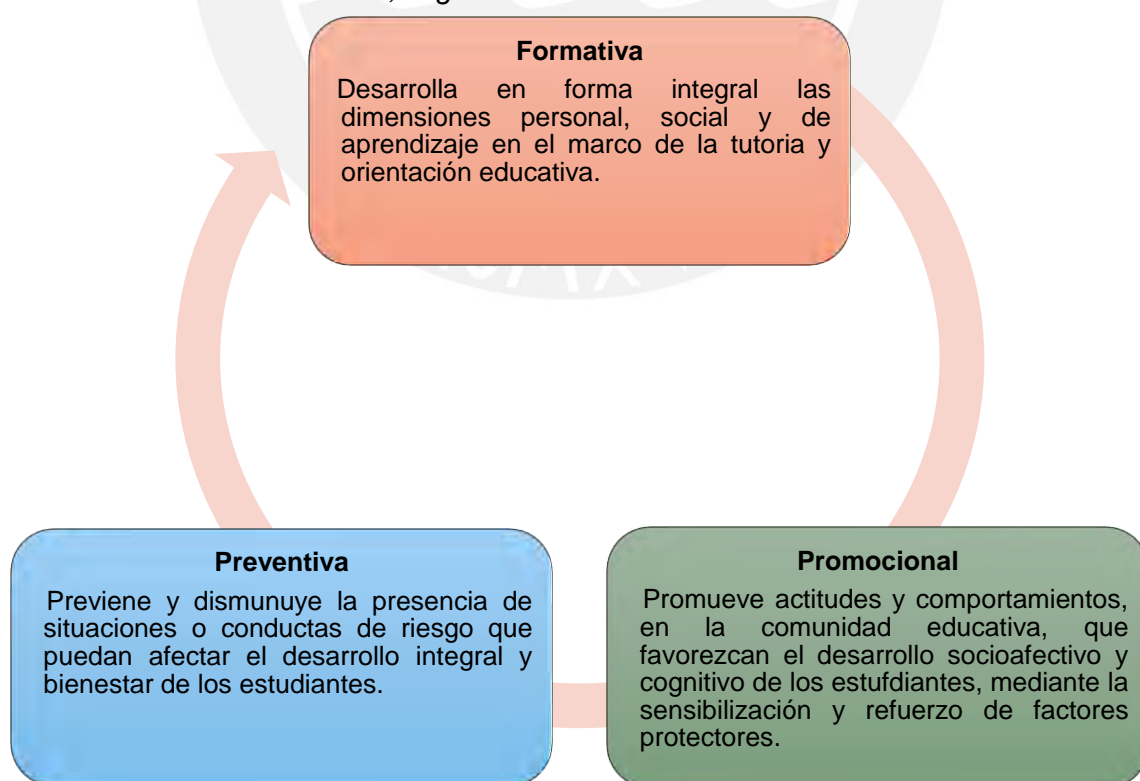 Formativa
Desarrolla en forma integral las
dimensiones personal, social y de
aprendizaje en el marco de la tutoria y
orientación educativa.
Preventiva
Previene y dismunuye la presencia de
situaciones o conductas de riesgo que
puedan afectar el desarrollo integral y
bienestar de los estudiantes.
Promocional
Promueve actitudes y comportamientos,
en la comunidad educativa, que
favorezcan el desarrollo socioafectivo y
cognitivo de los estufdiantes, mediante la
sensibilización y refuerzo de factores
protectores.